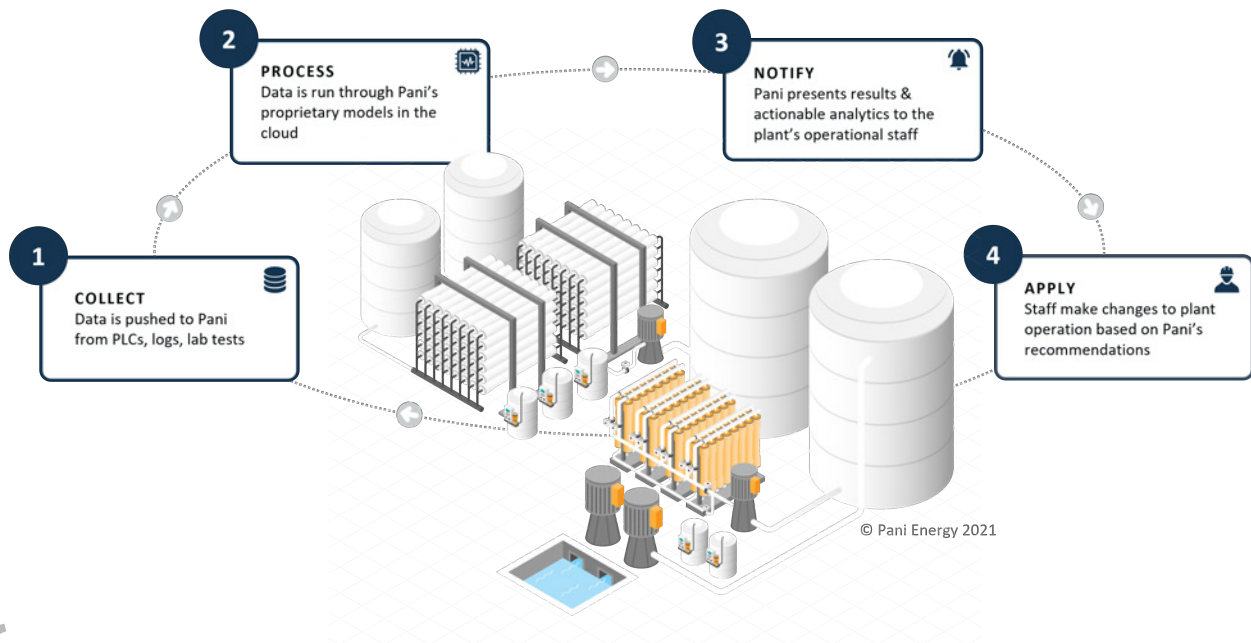 1
COLLECT
Data is pushed to Pani
from PLCs, logs, lab tests
2
PROCESS
Data is run through Pani's
proprietary models in the
cloud
3
NOTIFY
Pani presents results &
actionable analytics to the
plant's operational staff
4
APPLY
Staff make changes to plant
operation based on Pani's
recommendations
© Pani Energy 2021